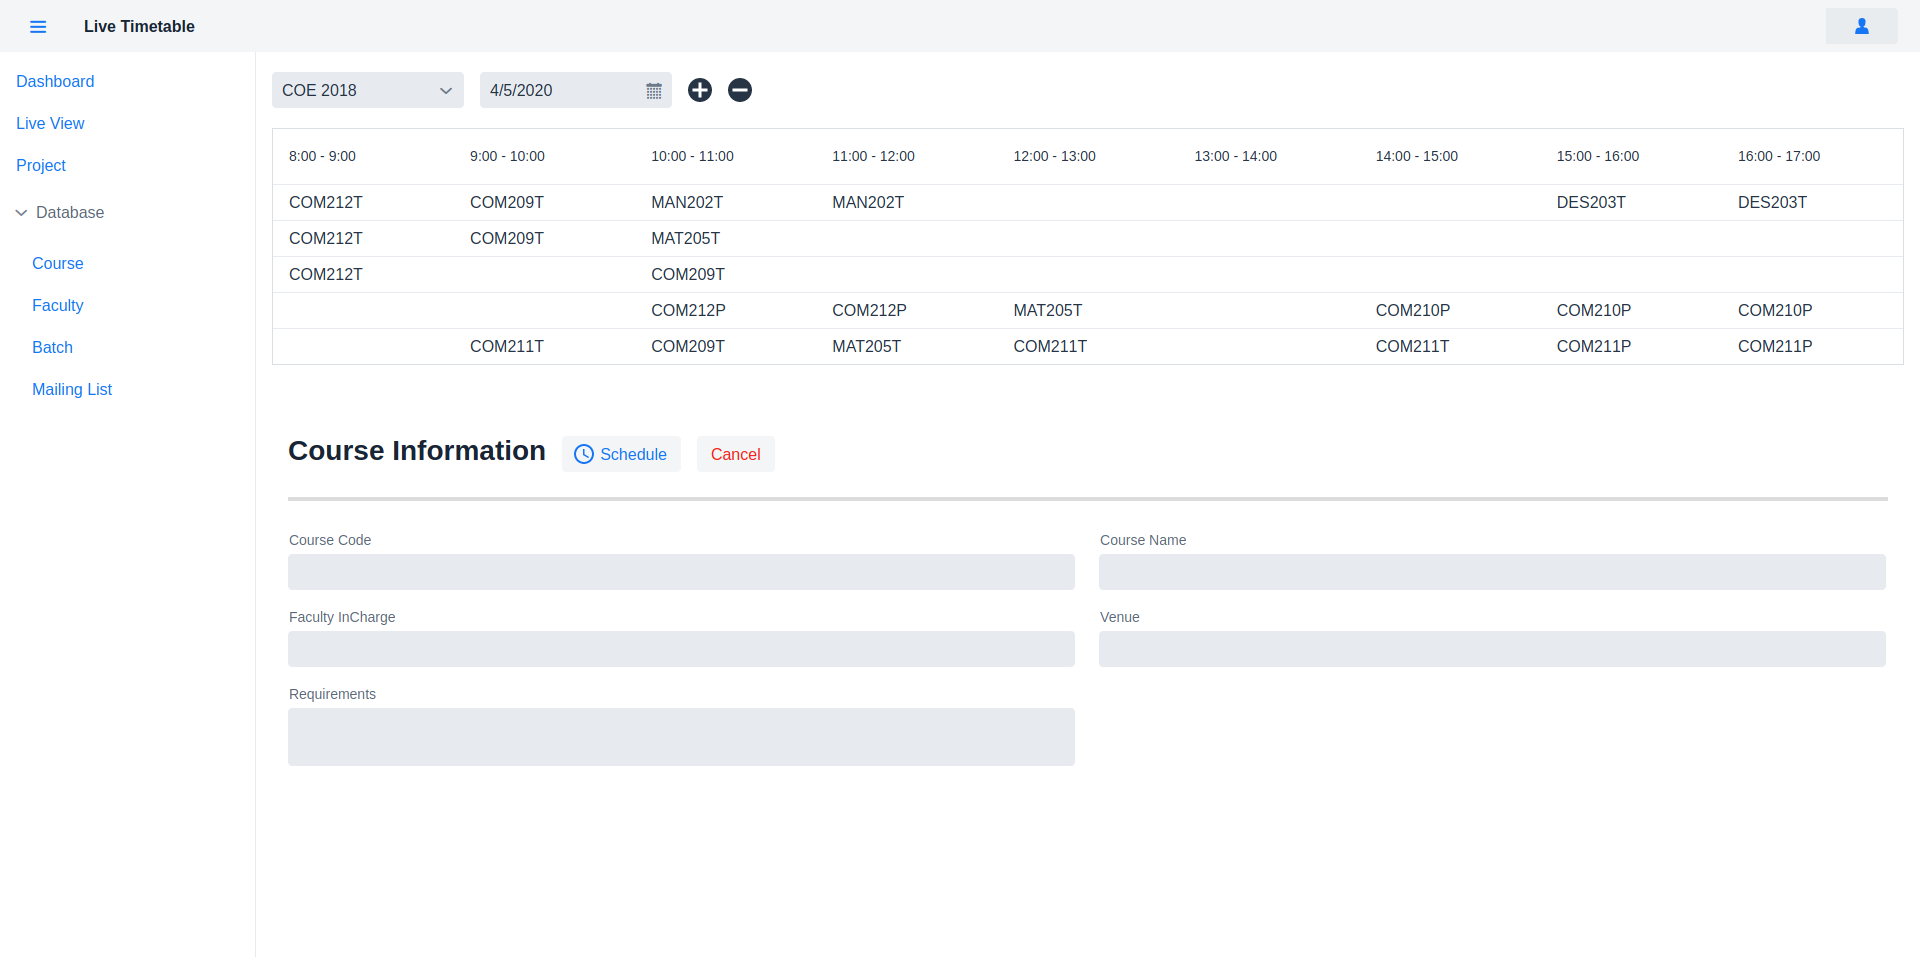 Live Timetable
Dashboard
Live View
Project
Database
Course
Faculty
Batch
Mailing List
COE 2018 4/5/2020
8:00 - 9:00 9:00 - 10:00 10:00 - 11:00 11:00 - 12:00 12:00 - 13:00 13:00 - 14:00 14:00 - 15:00 15:00 - 16:00 16:00 - 17:00
COM212T COM209T MAN202T MAN202T DES203T DES203T
COM212T COM209T MAT205T
COM212T COM209T
COM212P COM212P MAT205T COM210P COM210P COM210P
COM211T COM209T MAT205T COM211T COM211T COM211P COM211P
Course Information Schedule Cancel
Course Code Course Name
Faculty InCharge Venue
Requirements